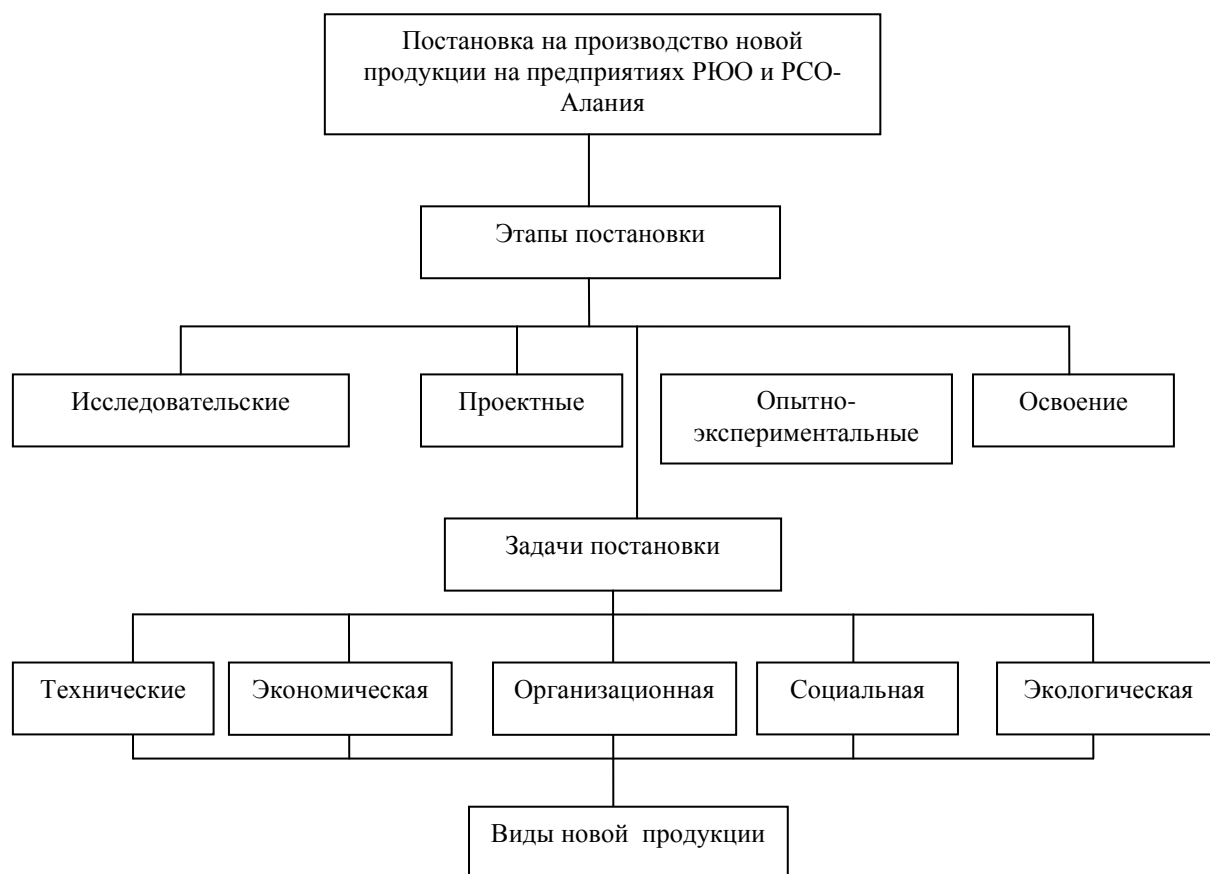 Постановка на производство новой
продукции на предприятиях РЮО и РСО-
Алания
Этапы постановки
Исследовательские
Проектные
Опытно-
экспериментальные
Освоение
Задачи постановки
Технические
Экономическая
Организационная
Социальная
Экологическая
Виды новой продукции